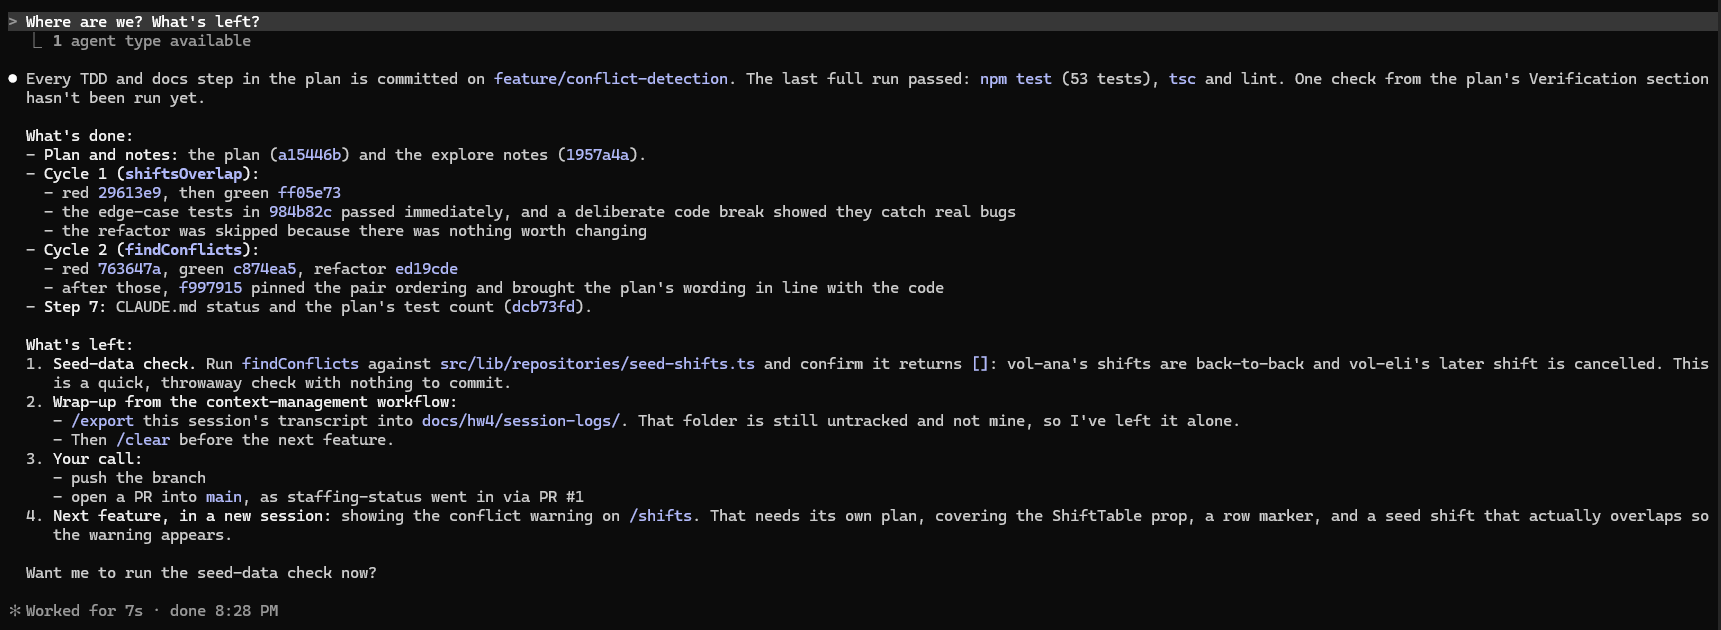 > Where are we? What's left?
⎿ 1 agent type available
● Every TDD and docs step in the plan is committed on feature/conflict-detection. The last full run passed: npm test (53 tests), tsc and lint. One check from the plan's Verification section
hasn't been run yet.
What's done:
- Plan and notes: the plan (a15446b) and the explore notes (1957a4a).
- Cycle 1 (shiftsOverlap):
- red 29613e9, then green ff05e73
- the edge-case tests in 984b82c passed immediately, and a deliberate code break showed they catch real bugs
- the refactor was skipped because there was nothing worth changing
- Cycle 2 (findConflicts):
- red 763647a, green c874ea5, refactor ed19cde
- after those, f997915 pinned the pair ordering and brought the plan's wording in line with the code
- Step 7: CLAUDE.md status and the plan's test count (dcb73fd).
What's left:
1. Seed-data check. Run findConflicts against src/lib/repositories/seed-shifts.ts and confirm it returns []: vol-ana's shifts are back-to-back and vol-eli's later shift is cancelled. This
is a quick, throwaway check with nothing to commit.
2. Wrap-up from the context-management workflow:
- /export this session's transcript into docs/hw4/session-logs/. That folder is still untracked and not mine, so I've left it alone.
- Then /clear before the next feature.
3. Your call:
- push the branch
- open a PR into main, as staffing-status went in via PR #1
4. Next feature, in a new session: showing the conflict warning on /shifts. That needs its own plan, covering the ShiftTable prop, a row marker, and a seed shift that actually overlaps so
the warning appears.
Want me to run the seed-data check now?
✻ Worked for 7s · done 8:28 PM